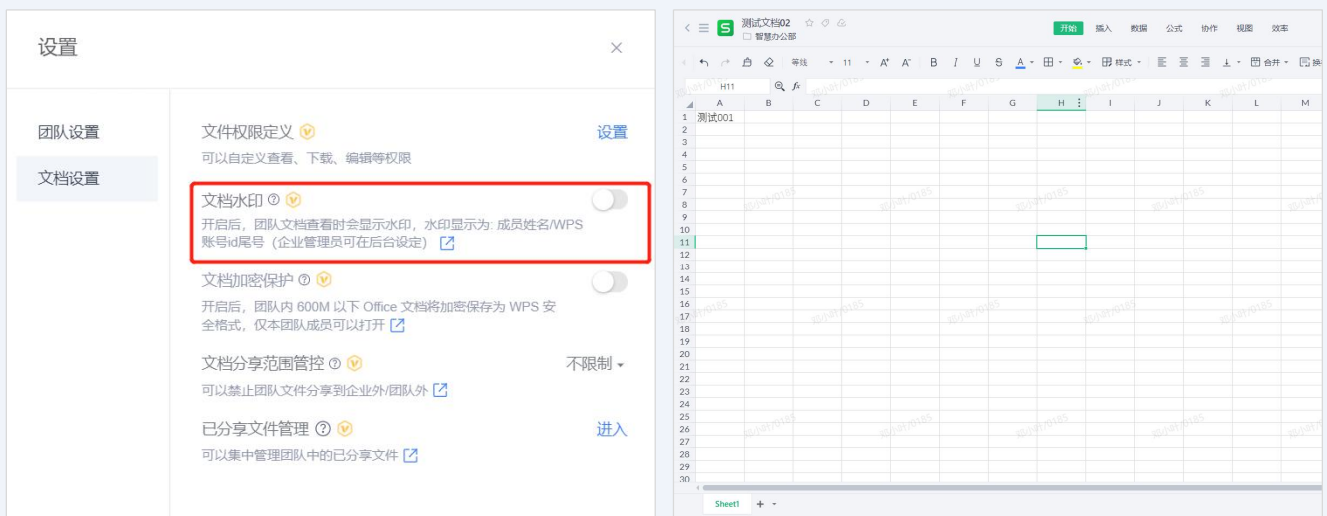 设置
团队设置
文档设置
文件权限定义
设置
可以自定义查看、下载、编辑等权限
文档水印
开启后，团队文档查看时会显示水印，水印显示为: 成员姓名/WPS
账号id尾号（企业管理员可在后台设定）
文档加密保护
开启后，团队内 600M 以下 Office 文档将加密保存为 WPS 安
全格式，仅本团队成员可以打开
文档分享范围管控
不限制
可以禁止团队文件分享到企业外/团队外
已分享文件管理
进入
可以集中管理团队中的已分享文件
测试文档02
智慧办公部
开始 插入 数据 公式 协作 视图 效率
等线 11 A+ A- B I U S A 样式 合并
H11 fx
A B C D E F G H I J K L M
1 测试001
2
3
4
5
6
7
8
9
10
11
12
13
14
15
16
17
18
19
20
21
22
23
24
25
26
27
28
29
30
Sheet1